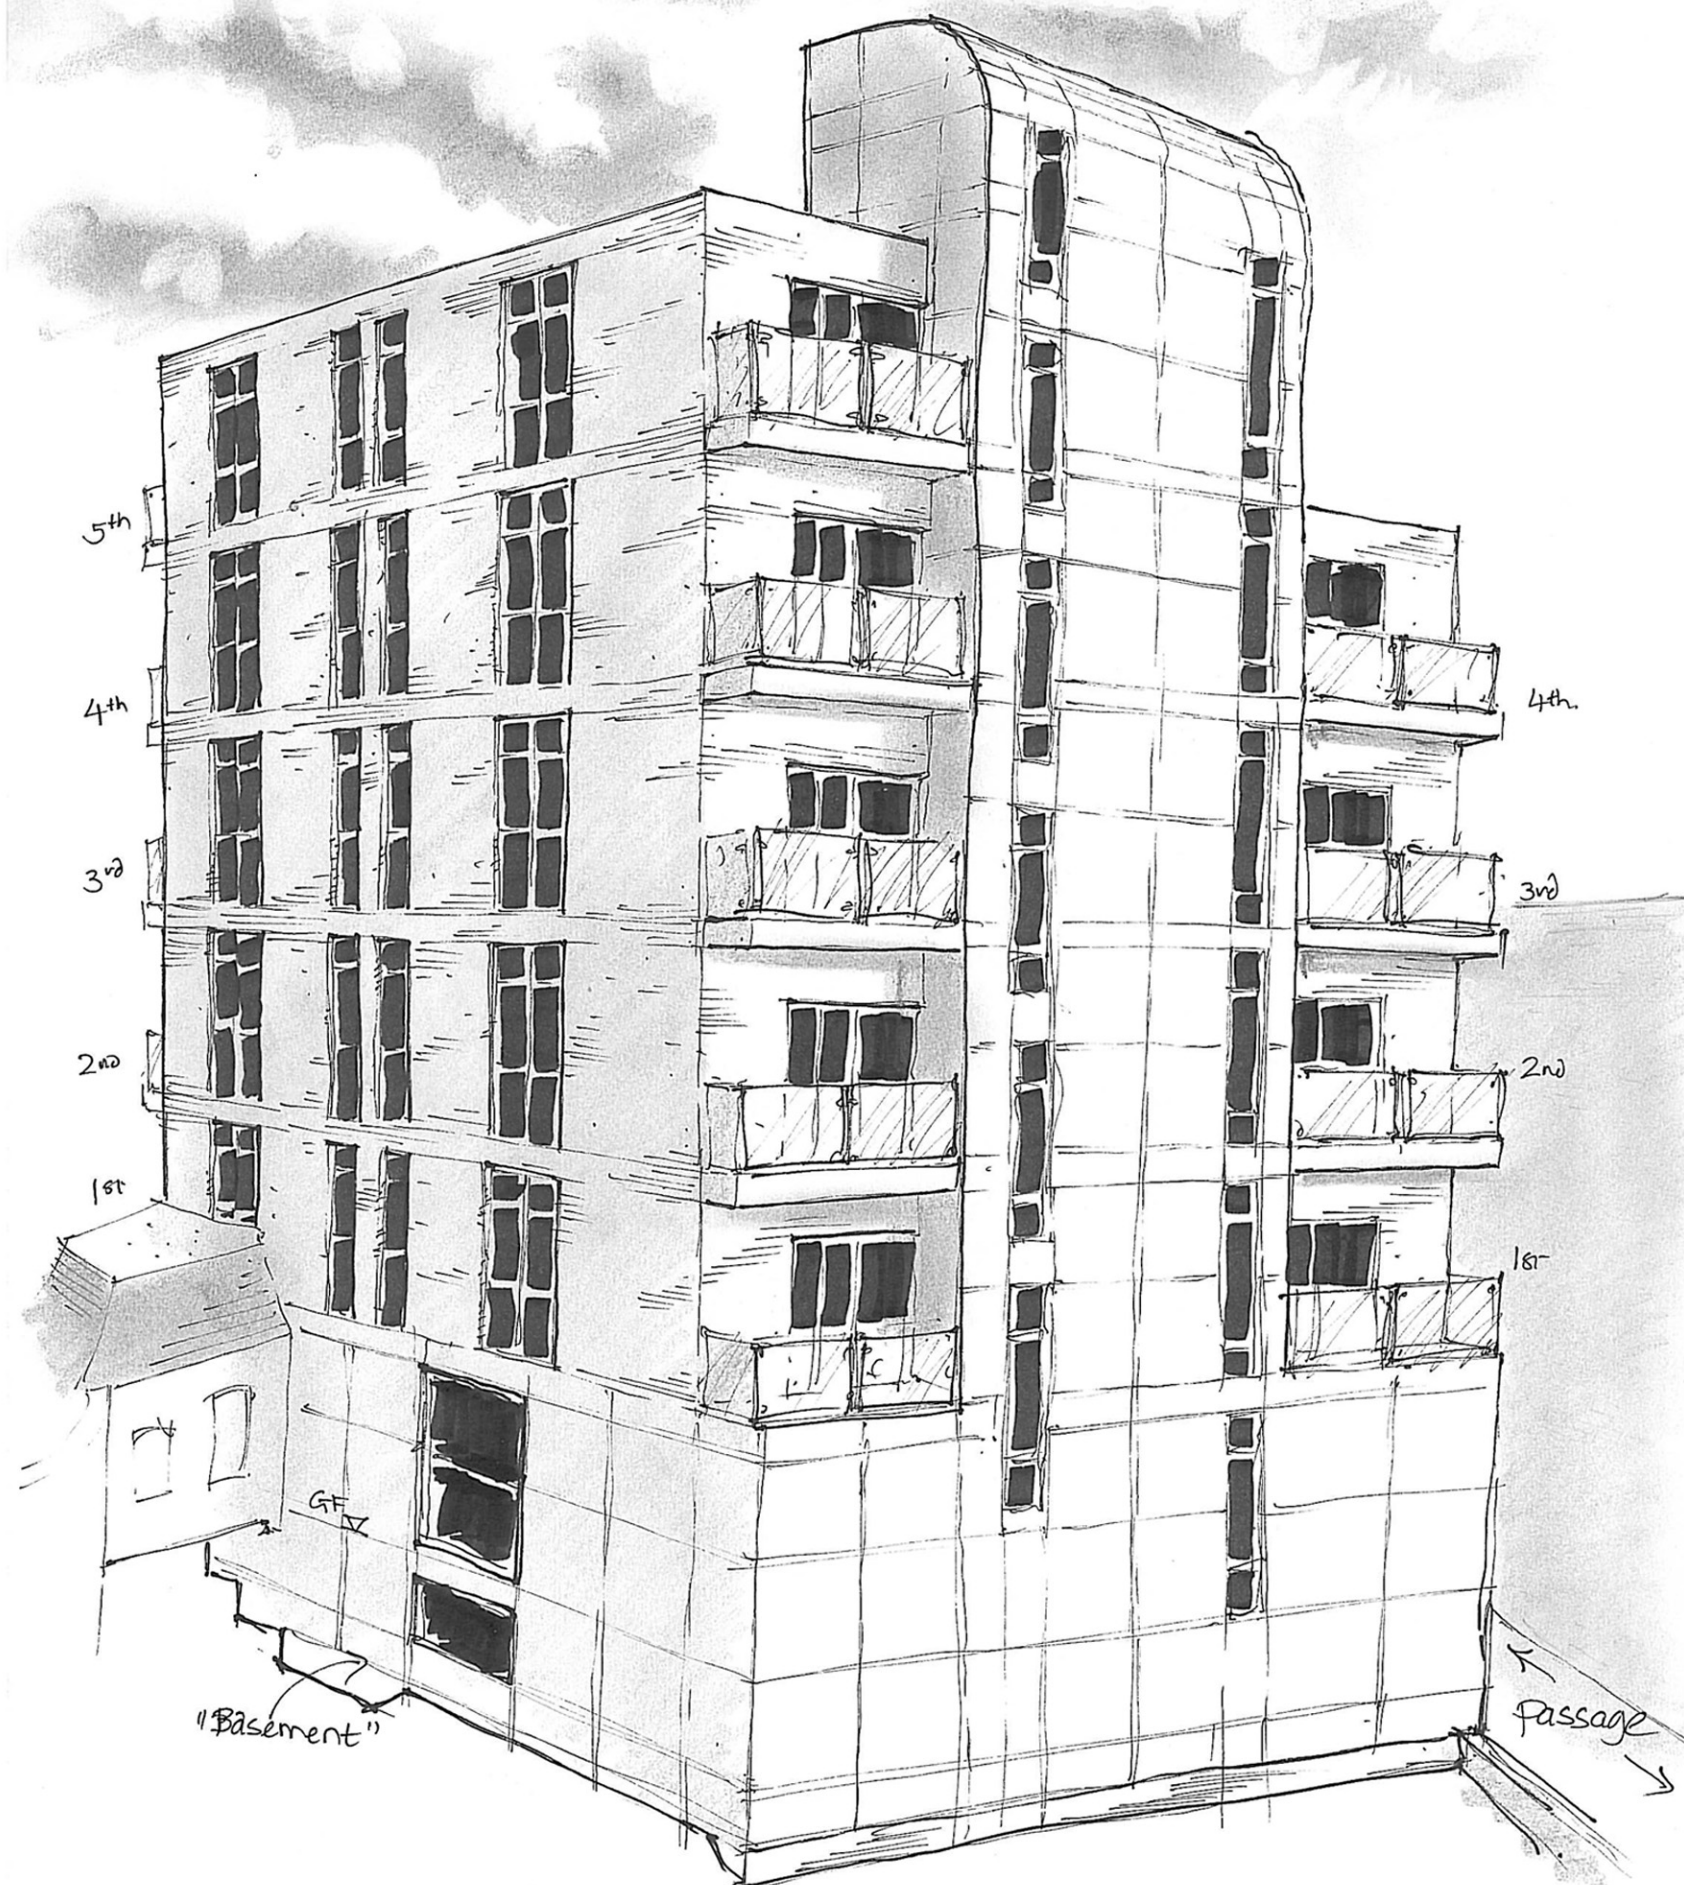 5th
4th
4th.
3rd
3rd
2nd
2nd
1st
1st
GF
"Basement"
Passage